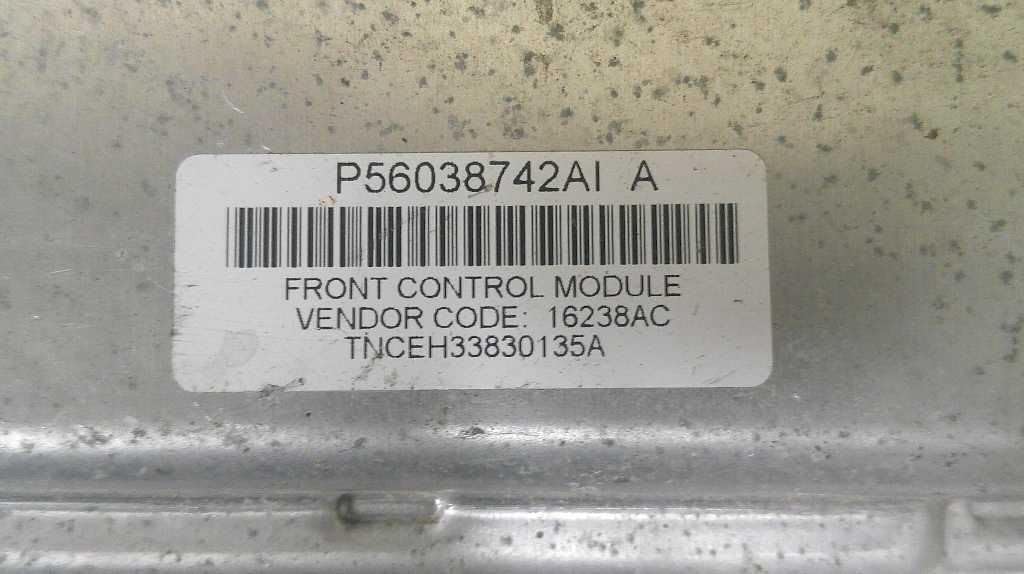 P56038742AI A
FRONT CONTROL MODULE
VENDOR CODE: 16238AC
TNCEH33830135A